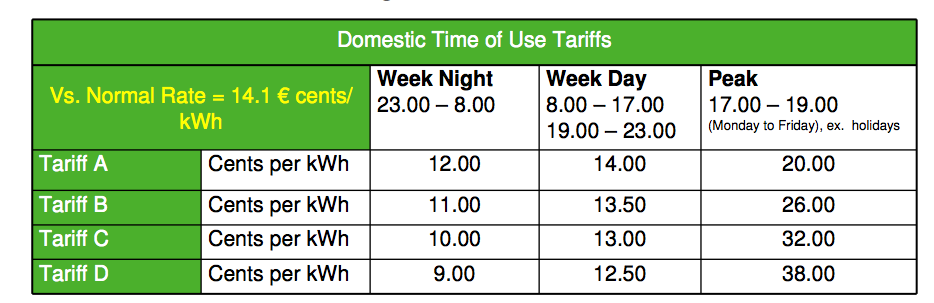 Domestic Time of Use Tariffs
Vs. Normal Rate = 14.1 € cents/
kWh
Week Night
23.00 – 8.00
Week Day
8.00 – 17.00
19.00 – 23.00
Peak
17.00 – 19.00
(Monday to Friday), ex. holidays
Tariff A Cents per kWh 12.00 14.00 20.00
Tariff B Cents per kWh 11.00 13.50 26.00
Tariff C Cents per kWh 10.00 13.00 32.00
Tariff D Cents per kWh 9.00 12.50 38.00